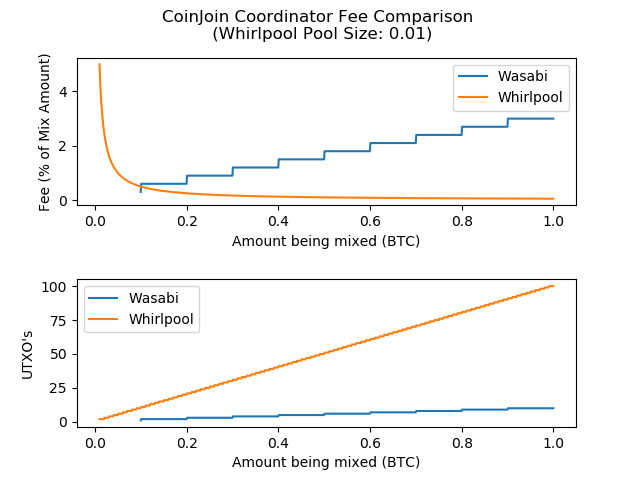 CoinJoin Coordinator Fee Comparison
(Whirlpool Pool Size: 0.01)
Fee (% of Mix Amount)
4
2
0
Wasabi
Whirlpool
0.0 0.2 0.4 0.6 0.8 1.0
Amount being mixed (BTC)
UTXO's
100
75
50
25
0
Wasabi
Whirlpool
0.0 0.2 0.4 0.6 0.8 1.0
Amount being mixed (BTC)